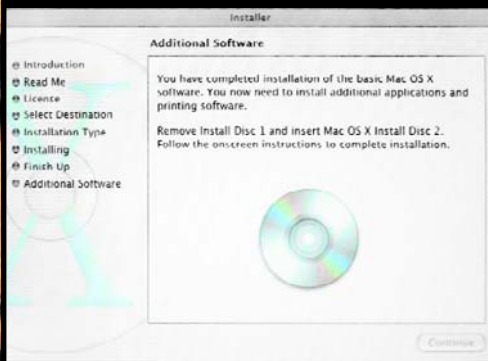 Installer
Additional Software
Introduction
Read Me
Licence
Select Destination
Installation Type
Installing
Finish Up
Additional Software
You have completed installation of the basic Mac OS X
software. You now need to install additional applications and
printing software.
Remove Install Disc 1 and insert Mac OS X Install Disc 2.
Follow the onscreen instructions to complete installation.
Continue